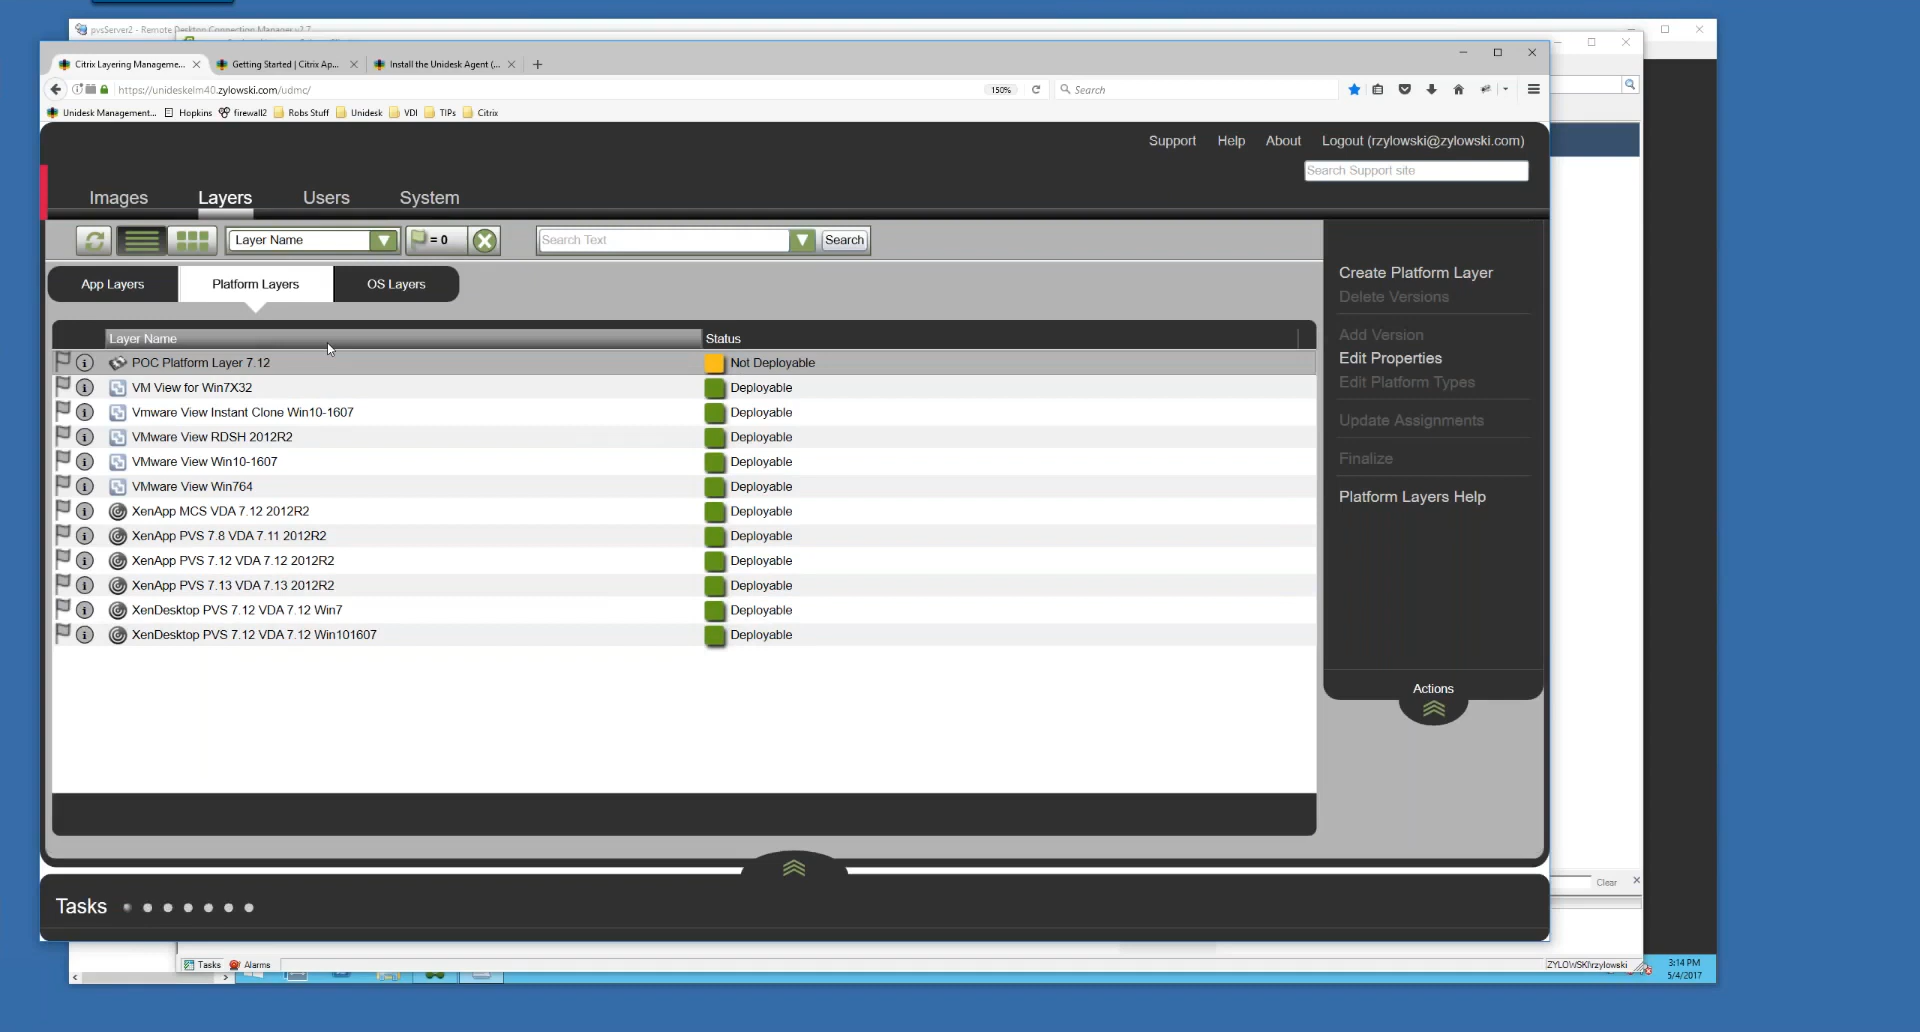 pvsServer2 - Remote Desktop Connection Manager v2.7
Citrix Layering Manageme...
Getting Started | Citrix Ap...
Install the Unidesk Agent (...
https://unideskelm40.zylowski.com/udmc/
150%
Search
Unidesk Management...
Hopkins
firewall2
Robs Stuff
Unidesk
VDI
TIPs
Citrix
Support
Help
About
Logout (rzylowski@zylowski.com)
Search Support site
Images
Layers
Users
System
Layer Name
= 0
Search Text
Search
App Layers
Platform Layers
OS Layers
Layer Name Status
POC Platform Layer 7.12 Not Deployable
VM View for Win7X32 Deployable
Vmware View Instant Clone Win10-1607 Deployable
VMware View RDSH 2012R2 Deployable
VMware View Win10-1607 Deployable
VMware View Win764 Deployable
XenApp MCS VDA 7.12 2012R2 Deployable
XenApp PVS 7.8 VDA 7.11 2012R2 Deployable
XenApp PVS 7.12 VDA 7.12 2012R2 Deployable
XenApp PVS 7.13 VDA 7.13 2012R2 Deployable
XenDesktop PVS 7.12 VDA 7.12 Win7 Deployable
XenDesktop PVS 7.12 VDA 7.12 Win101607 Deployable
Create Platform Layer
Delete Versions
Add Version
Edit Properties
Edit Platform Types
Update Assignments
Finalize
Platform Layers Help
Actions
Clear
Tasks
Tasks
Alarms
ZYLOWSKI\rzylowski
3:14 PM
5/4/2017